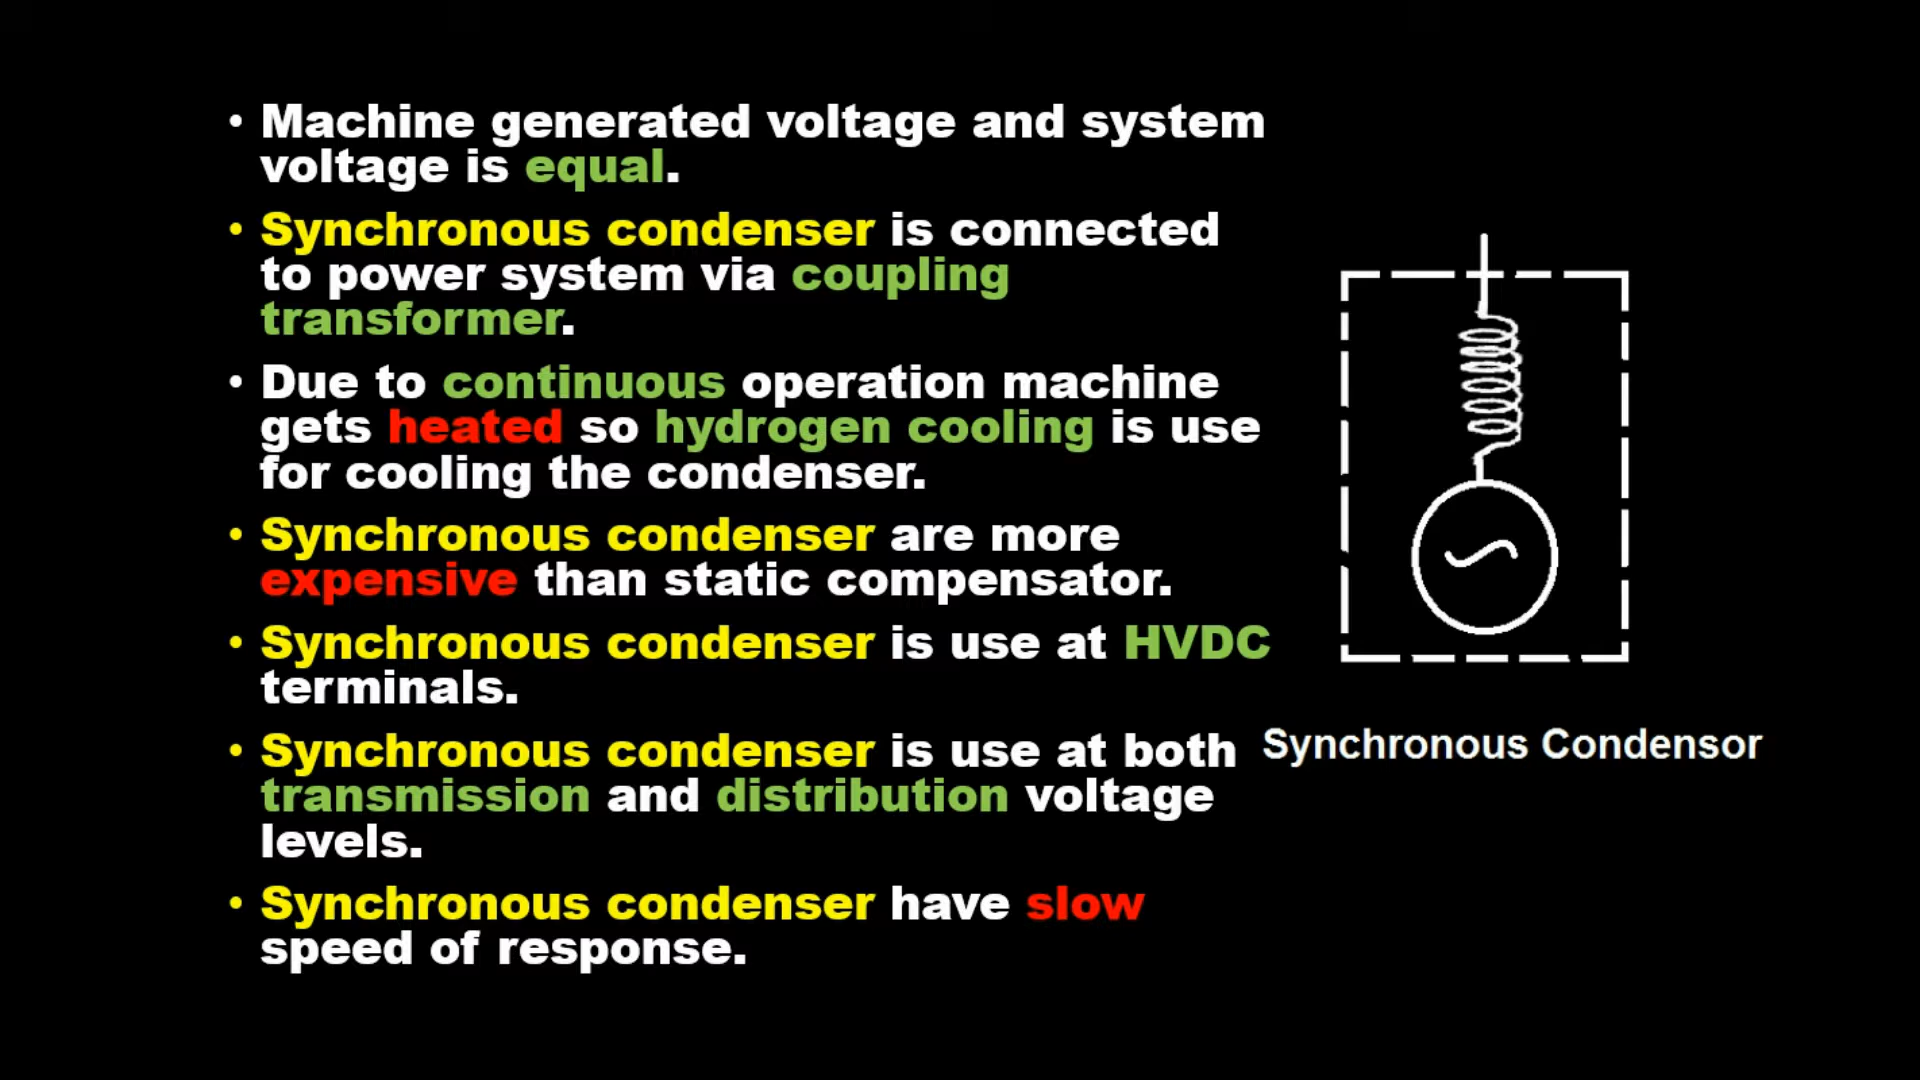 • Machine generated voltage and system
voltage is equal.
• Synchronous condenser is connected
to power system via coupling
transformer.
• Due to continuous operation machine
gets heated so hydrogen cooling is use
for cooling the condenser.
• Synchronous condenser are more
expensive than static compensator.
• Synchronous condenser is use at HVDC
terminals.
• Synchronous condenser is use at both
transmission and distribution voltage
levels.
• Synchronous condenser have slow
speed of response.
Synchronous Condensor